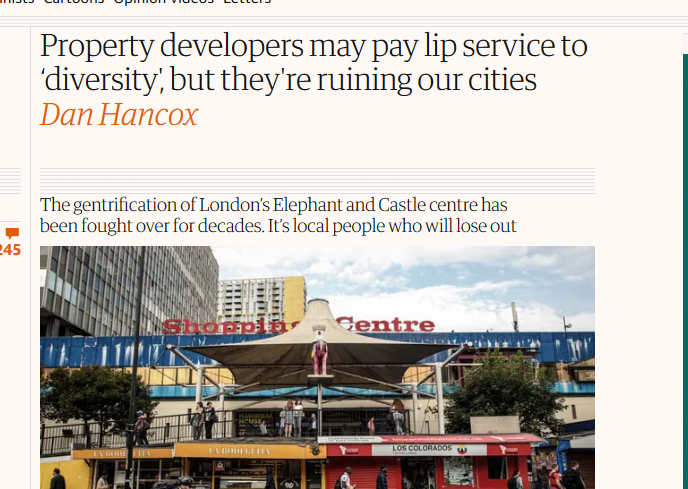 Cartoons Opinion videos Letters
Property developers may pay lip service to
‘diversity’, but they're ruining our cities
Dan Hancox
The gentrification of London’s Elephant and Castle centre has
been fought over for decades. It’s local people who will lose out
245
Shopping Centre
HANNIBAL
HOUSE
LA BODEGUITA
LA BODEGUITA
LOS COLORADOS